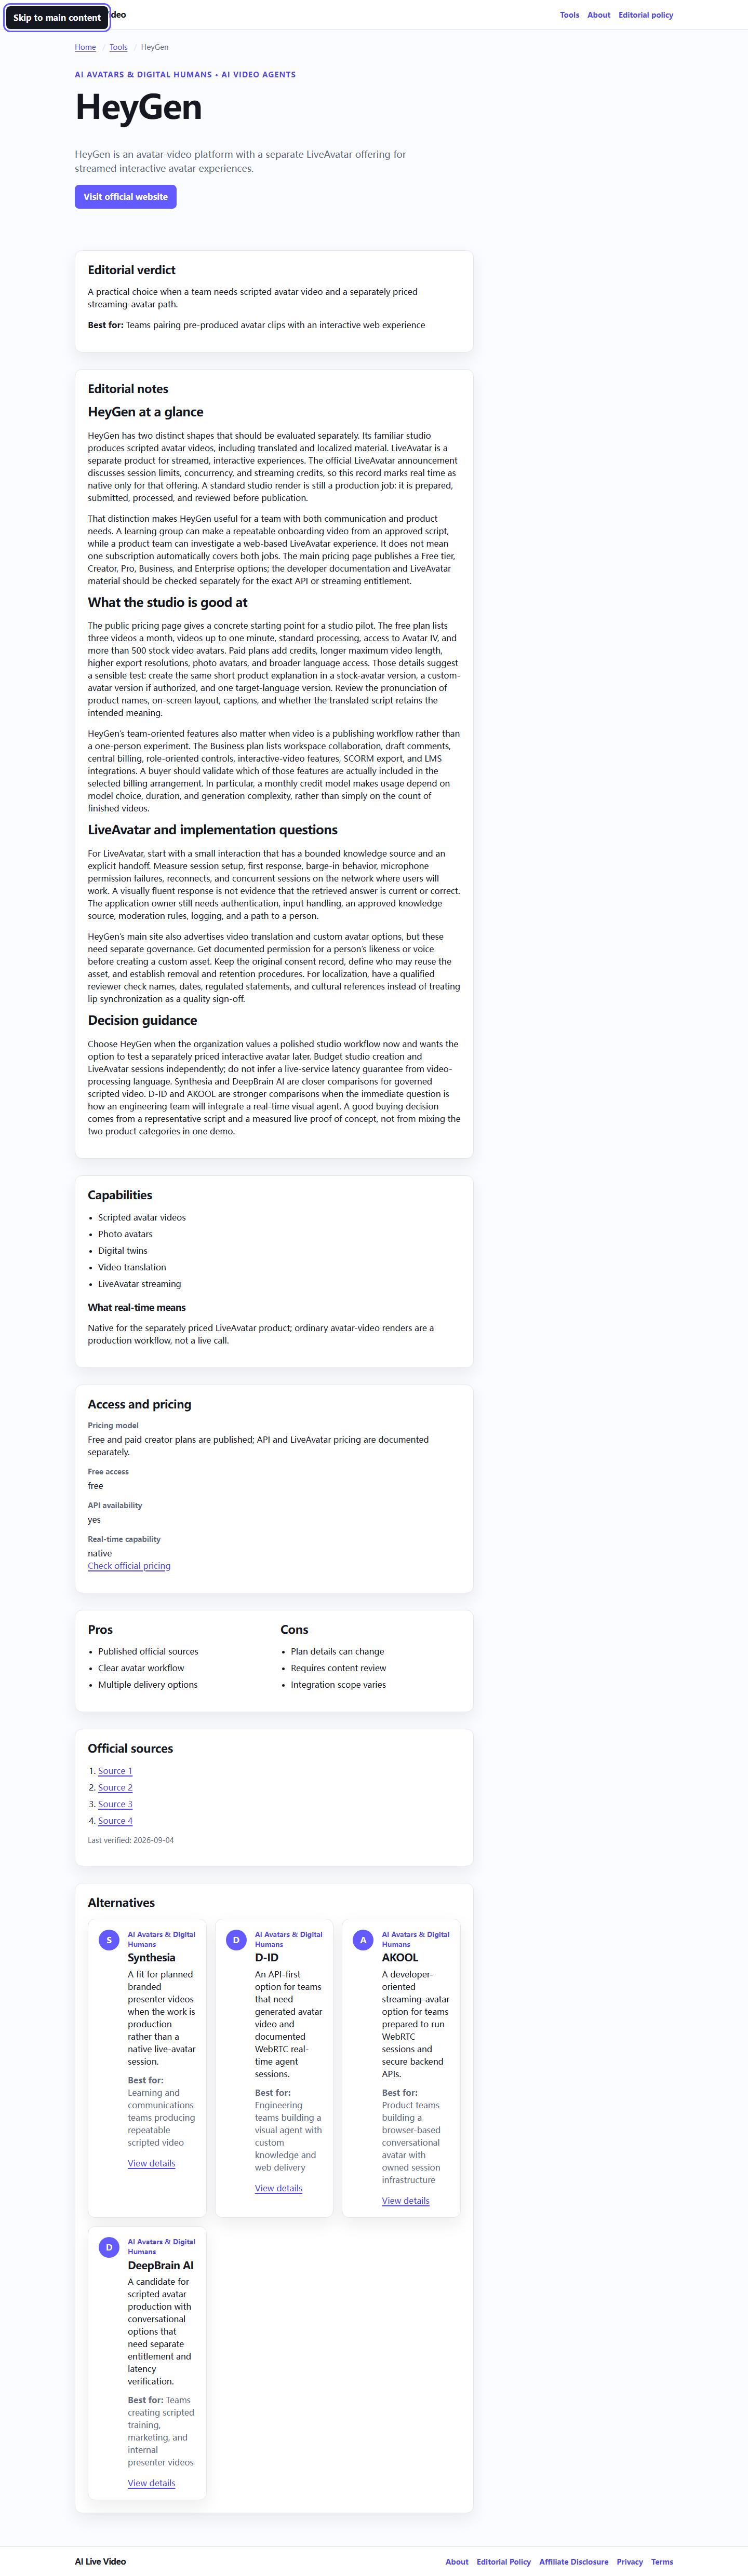 Skip to main content
Video
Tools About Editorial policy
Home / Tools / HeyGen
AI AVATARS & DIGITAL HUMANS • AI VIDEO AGENTS
HeyGen
HeyGen is an avatar-video platform with a separate LiveAvatar offering for
streamed interactive avatar experiences.
Visit official website
Editorial verdict
A practical choice when a team needs scripted avatar video and a separately priced
streaming-avatar path.
Best for: Teams pairing pre-produced avatar clips with an interactive web experience
Editorial notes
HeyGen at a glance
HeyGen has two distinct shapes that should be evaluated separately. Its familiar studio
produces scripted avatar videos, including translated and localized material. LiveAvatar is a
separate product for streamed, interactive experiences. The official LiveAvatar announcement
discusses session limits, concurrency, and streaming credits, so this record marks real time as
native only for that offering. A standard studio render is still a production job: it is prepared,
submitted, processed, and reviewed before publication.
That distinction makes HeyGen useful for a team with both communication and product
needs. A learning group can make a repeatable onboarding video from an approved script,
while a product team can investigate a web-based LiveAvatar experience. It does not mean
one subscription automatically covers both jobs. The main pricing page publishes a Free tier,
Creator, Pro, Business, and Enterprise options; the developer documentation and LiveAvatar
material should be checked separately for the exact API or streaming entitlement.
What the studio is good at
The public pricing page gives a concrete starting point for a studio pilot. The free plan lists
three videos a month, videos up to one minute, standard processing, access to Avatar IV, and
more than 500 stock video avatars. Paid plans add credits, longer maximum video length,
higher export resolutions, photo avatars, and broader language access. Those details suggest
a sensible test: create the same short product explanation in a stock-avatar version, a custom-
avatar version if authorized, and one target-language version. Review the pronunciation of
product names, on-screen layout, captions, and whether the translated script retains the
intended meaning.
HeyGen's team-oriented features also matter when video is a publishing workflow rather than
a one-person experiment. The Business plan lists workspace collaboration, draft comments,
central billing, role-oriented controls, interactive-video features, SCORM export, and LMS
integrations. A buyer should validate which of those features are actually included in the
selected billing arrangement. In particular, a monthly credit model makes usage depend on
model choice, duration, and generation complexity, rather than simply on the count of
finished videos.
LiveAvatar and implementation questions
For LiveAvatar, start with a small interaction that has a bounded knowledge source and an
explicit handoff. Measure session setup, first response, barge-in behavior, microphone
permission failures, reconnects, and concurrent sessions on the network where users will
work. A visually fluent response is not evidence that the retrieved answer is current or correct.
The application owner still needs authentication, input handling, an approved knowledge
source, moderation rules, logging, and a path to a person.
HeyGen's main site also advertises video translation and custom avatar options, but these
need separate governance. Get documented permission for a person's likeness or voice
before creating a custom asset. Keep the original consent record, define who may reuse the
asset, and establish removal and retention procedures. For localization, have a qualified
reviewer check names, dates, regulated statements, and cultural references instead of treating
lip synchronization as a quality sign-off.
Decision guidance
Choose HeyGen when the organization values a polished studio workflow now and wants the
option to test a separately priced interactive avatar later. Budget studio creation and
LiveAvatar sessions independently; do not infer a live-service latency guarantee from video-
processing language. Synthesia and DeepBrain AI are closer comparisons for governed
scripted video. D-ID and AKOOL are stronger comparisons when the immediate question is
how an engineering team will integrate a real-time visual agent. A good buying decision
comes from a representative script and a measured live proof of concept, not from mixing the
two product categories in one demo.
Capabilities
• Scripted avatar videos
• Photo avatars
• Digital twins
• Video translation
• LiveAvatar streaming
What real-time means
Native for the separately priced LiveAvatar product; ordinary avatar-video renders are a
production workflow, not a live call.
Access and pricing
Pricing model
Free and paid creator plans are published; API and LiveAvatar pricing are documented
separately.
Free access
free
API availability
yes
Real-time capability
native
Check official pricing
Pros
• Published official sources
• Clear avatar workflow
• Multiple delivery options
Cons
• Plan details can change
• Requires content review
• Integration scope varies
Official sources
1. Source 1
2. Source 2
3. Source 3
4. Source 4
Last verified: 2026-09-04
Alternatives
S
AI Avatars & Digital
Humans
Synthesia
A fit for planned
branded
presenter videos
when the work is
production
rather than a
native live-avatar
session.
Best for:
Learning and
communications
teams producing
repeatable
scripted video
View details
D
AI Avatars & Digital
Humans
D-ID
An API-first
option for teams
that need
generated avatar
video and
documented
WebRTC real-
time agent
sessions.
Best for:
Engineering
teams building a
visual agent with
custom
knowledge and
web delivery
View details
A
AI Avatars & Digital
Humans
AKOOL
A developer-
oriented
streaming-avatar
option for teams
prepared to run
WebRTC
sessions and
secure backend
APIs.
Best for:
Product teams
building a
browser-based
conversational
avatar with
owned session
infrastructure
View details
D
AI Avatars & Digital
Humans
DeepBrain AI
A candidate for
scripted avatar
production with
conversational
options that
need separate
entitlement and
latency
verification.
Best for: Teams
creating scripted
training,
marketing, and
internal
presenter videos
View details
AI Live Video
About Editorial Policy Affiliate Disclosure Privacy Terms